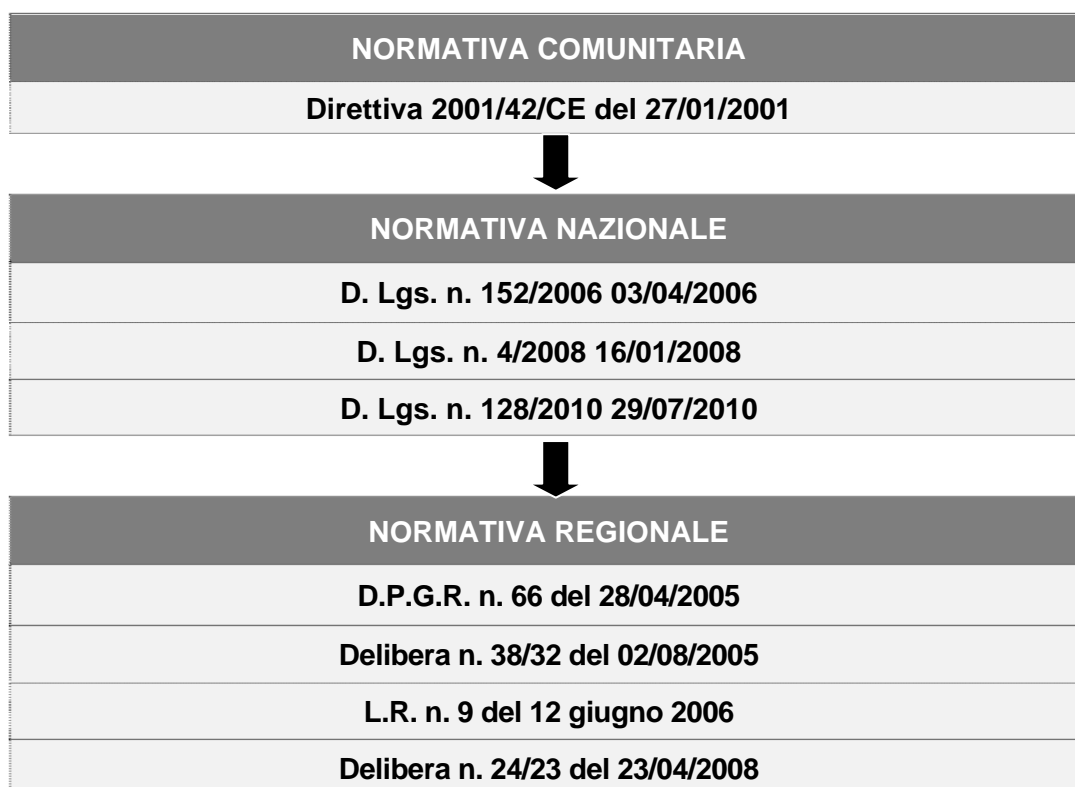 NORMATIVA COMUNITARIA
Direttiva 2001/42/CE del 27/01/2001
NORMATIVA NAZIONALE
D. Lgs. n. 152/2006 03/04/2006
D. Lgs. n. 4/2008 16/01/2008
D. Lgs. n. 128/2010 29/07/2010
NORMATIVA REGIONALE
D.P.G.R. n. 66 del 28/04/2005
Delibera n. 38/32 del 02/08/2005
L.R. n. 9 del 12 giugno 2006
Delibera n. 24/23 del 23/04/2008